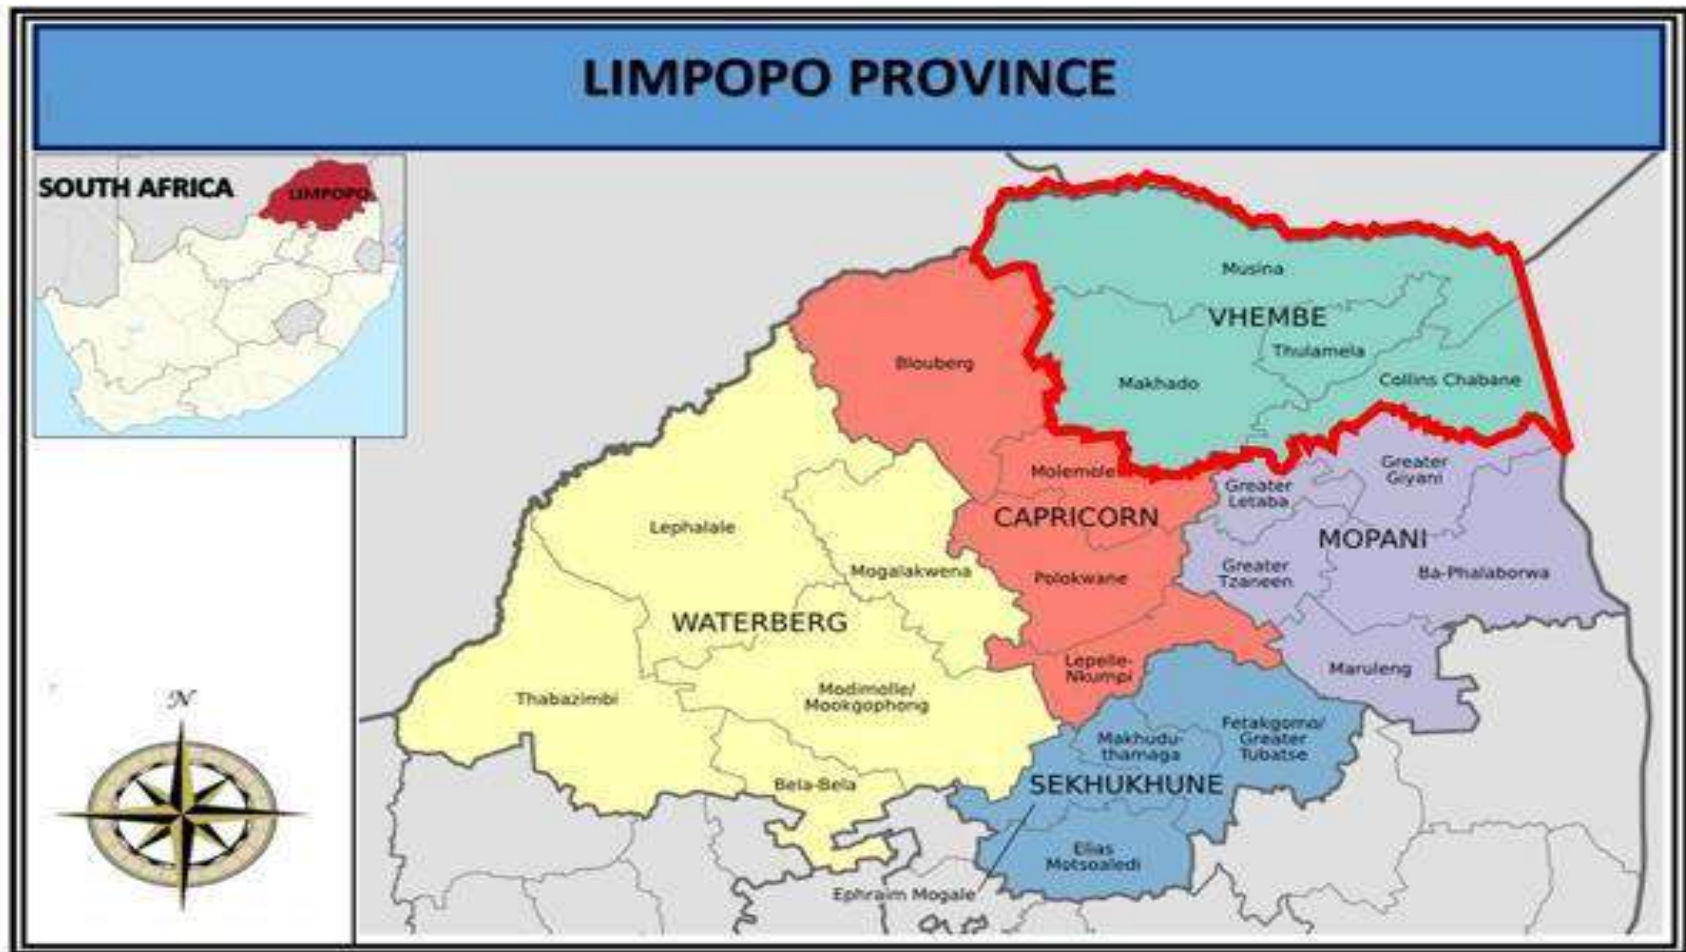 LIMPOPO PROVINCE
SOUTH AFRICA
LIMPOPO
Musina
VHEMBE
Thulamela
Makhado
Collins Chabane
Blouberg
Molemole
CAPRICORN
Polokwane
Lepelle-
Nkumpi
Greater
Letaba
Greater
Giyani
MOPANI
Greater
Tzaneen
Ba-Phalaborwa
Maruleng
Lephalale
Mogalakwena
WATERBERG
Thabazimbi
Modimolle/
Mookgophong
Bela-Bela
Fetakgomo/
Greater
Tubatse
Makhudu-
thamaga
SEKHUKHUNE
Elias
Motsoaledi
Ephraim Mogale
N